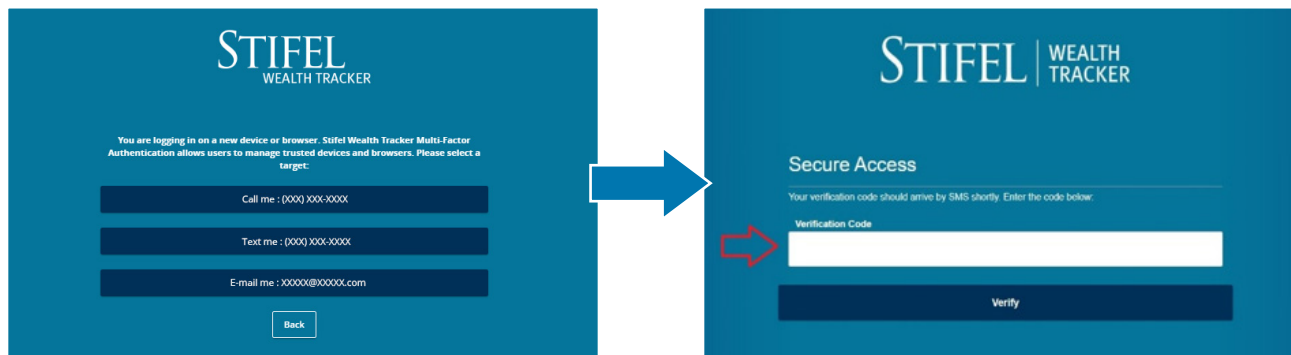 STIFEL
WEALTH TRACKER
You are logging in on a new device or browser. Stifel Wealth Tracker Multi-Factor
Authentication allows users to manage trusted devices and browsers. Please select a
target:
Call me : (XXX) XXX-XXXX
Text me : (XXX) XXX-XXXX
E-mail me : XXXXX@XXXXX.com
Back
STIFEL
WEALTH
TRACKER
Secure Access
Your verification code should arrive by SMS shortly. Enter the code below:
Verification Code
Verify